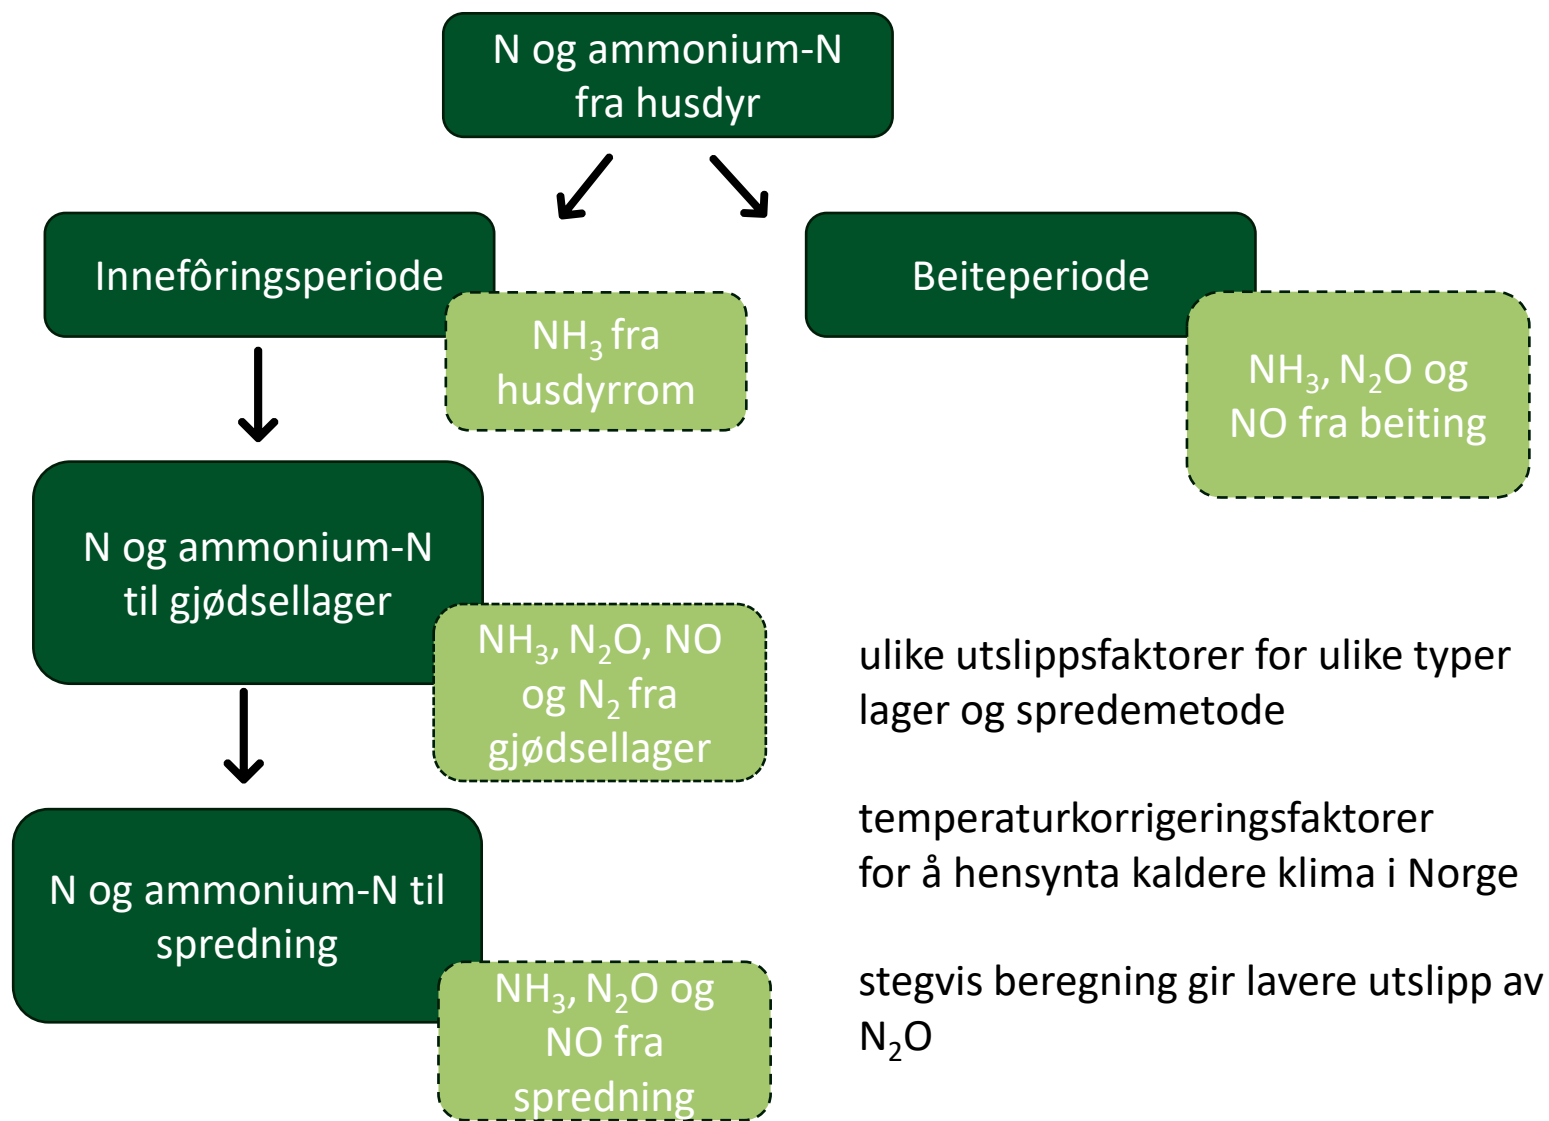 N og ammonium-N
fra husdyr
Innefôringsperiode
Beiteperiode
NH₃ fra
husdyrrom
NH₃, N₂O og
NO fra beiting
N og ammonium-N
til gjødsellager
NH₃, N₂O, NO
og N₂ fra
gjødsellager
ulike utslippsfaktorer for ulike typer
lager og spredemetode
temperaturkorrigeringsfaktorer
for å hensynta kaldere klima i Norge
N og ammonium-N til
spredning
NH₃, N₂O og
NO fra
spredning
stegvis beregning gir lavere utslipp av
N₂O